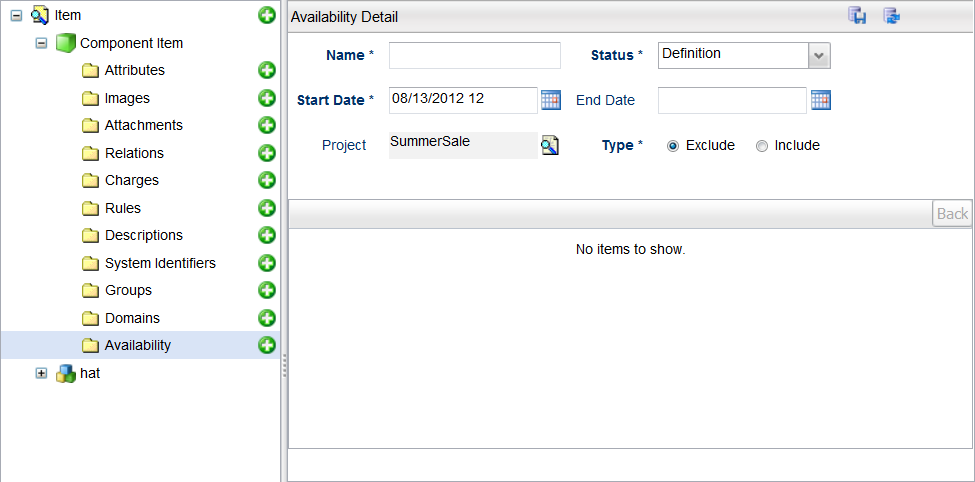 Item
Component Item
Attributes
Images
Attachments
Relations
Charges
Rules
Descriptions
System Identifiers
Groups
Domains
Availability
hat
Availability Detail
Name *
Status * Definition
Start Date * 08/13/2012 12
End Date
Project SummerSale
Type * Exclude Include
Back
No items to show.